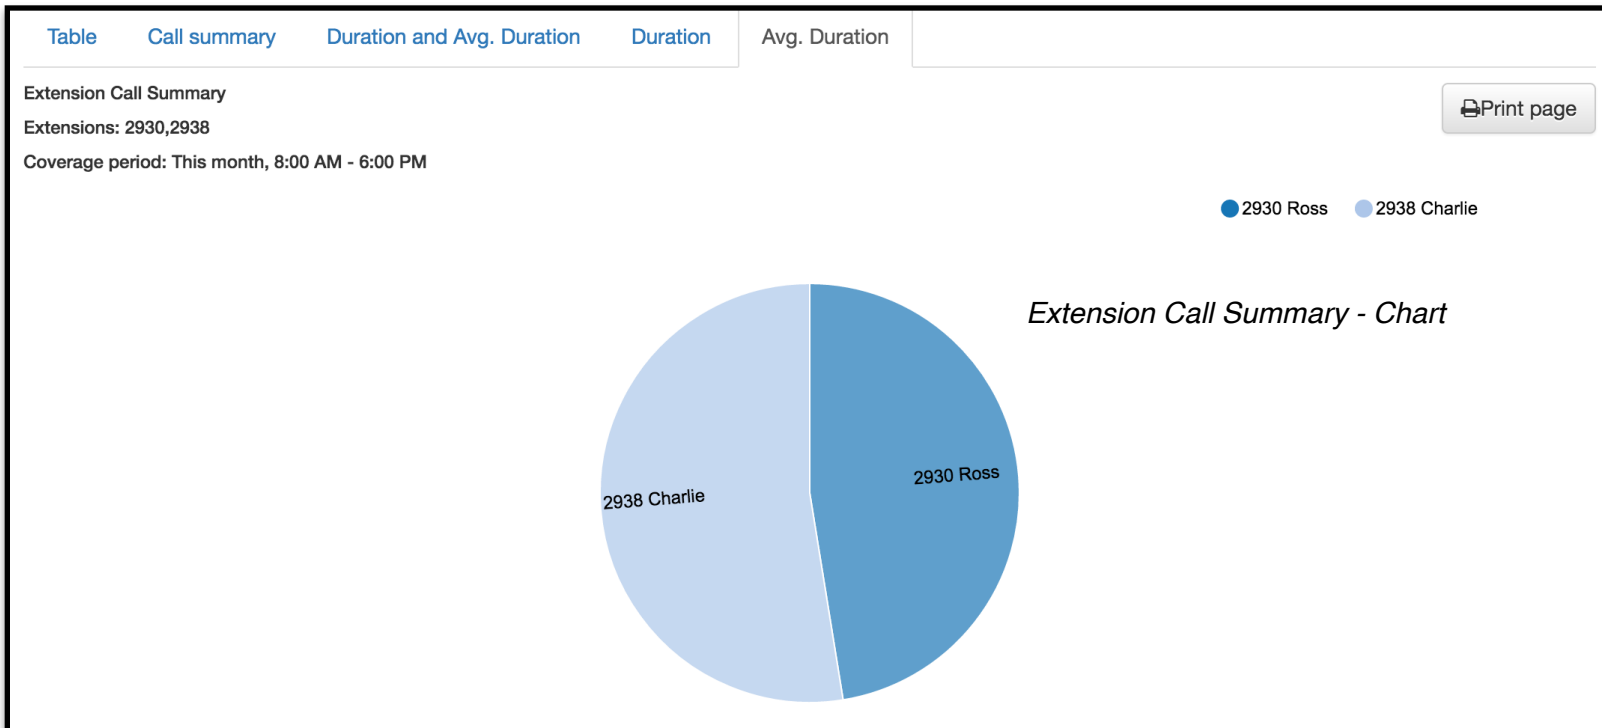 Table Call summary Duration and Avg. Duration Duration Avg. Duration
Extension Call Summary
Print page
Extensions: 2930,2938
Coverage period: This month, 8:00 AM - 6:00 PM
2930 Ross 2938 Charlie
Extension Call Summary - Chart
2930 Ross
2938 Charlie